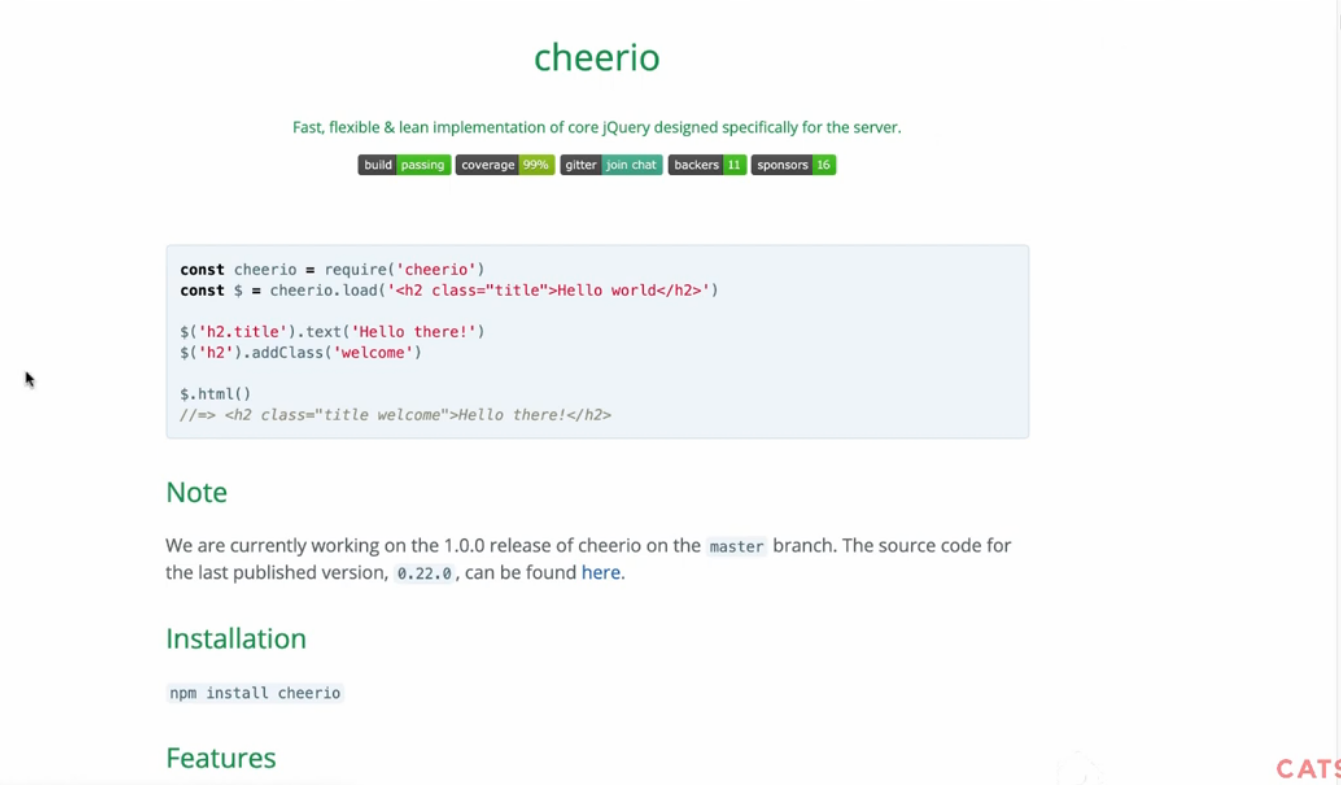 cheerio
Fast, flexible & lean implementation of core jQuery designed specifically for the server.
build passing coverage 99% gitter join chat backers 11 sponsors 16
const cheerio = require('cheerio')
const $ = cheerio.load('<h2 class="title">Hello world</h2>')
$('h2.title').text('Hello there!')
$('h2').addClass('welcome')
$.html()
//=> <h2 class="title welcome">Hello there!</h2>
Note
We are currently working on the 1.0.0 release of cheerio on the master branch. The source code for
the last published version, 0.22.0, can be found here.
Installation
npm install cheerio
Features
CATS